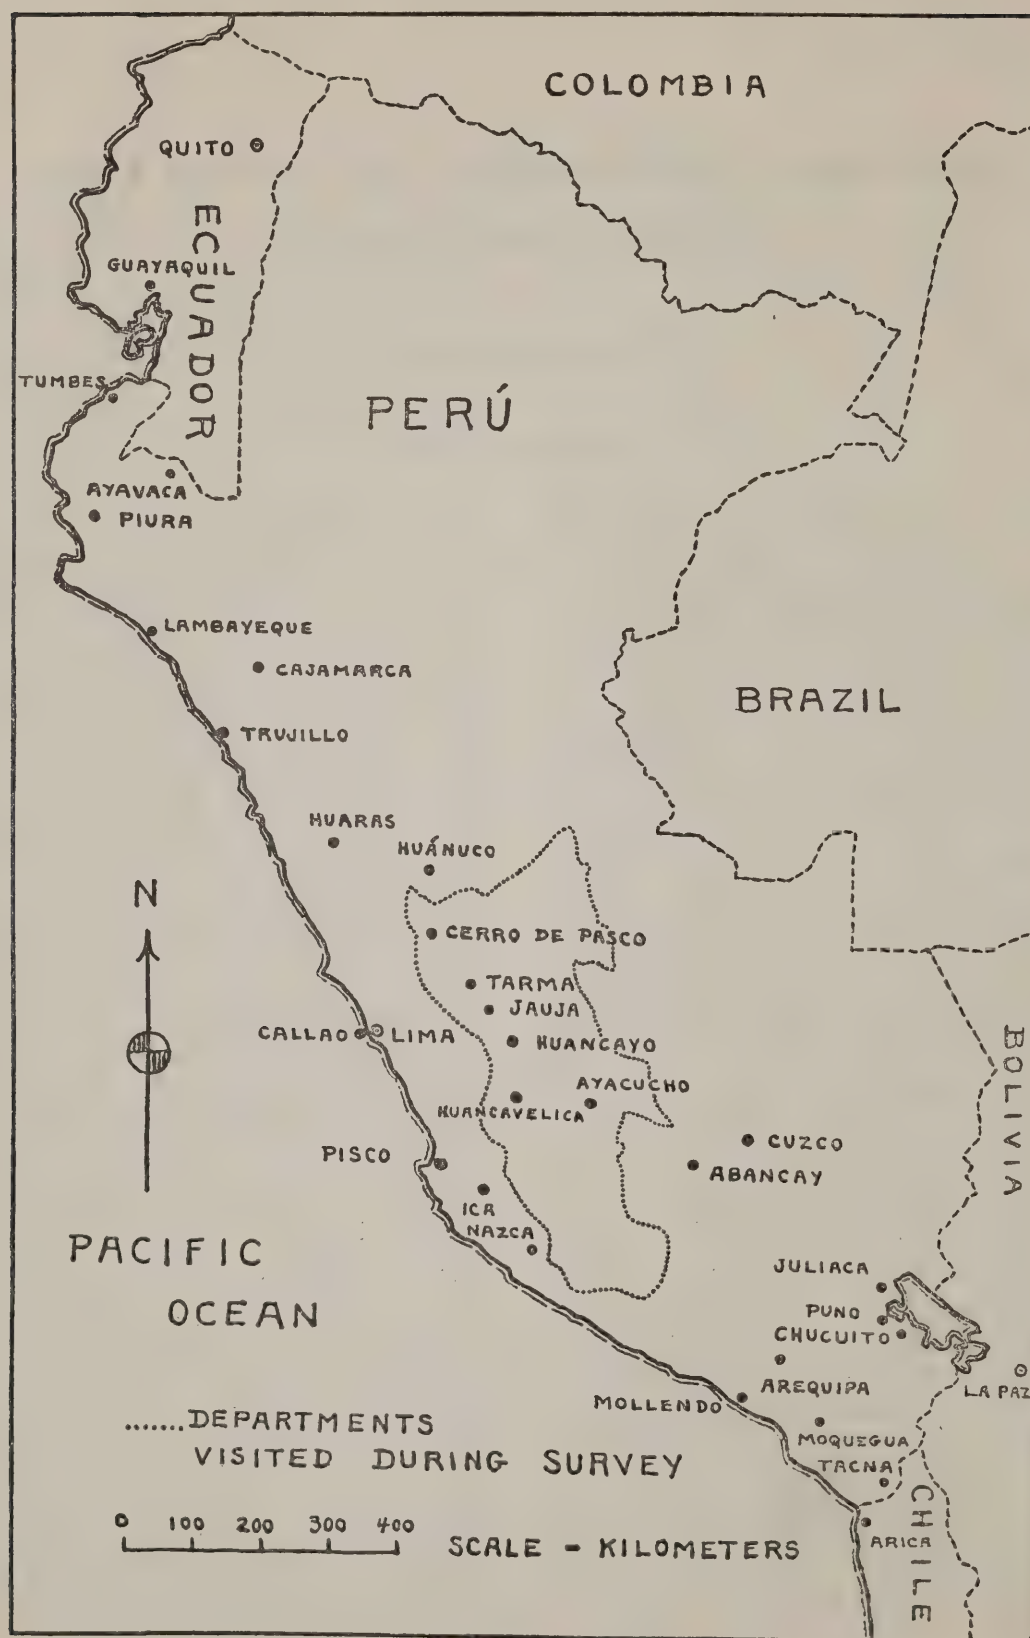 COLOMBIA
QUITO
ECUADOR
GUAYAQUIL
TUMBES
PERÚ
AYAVACA
PIURA
LAMBAYEQUE
CAJAMARCA
BRAZIL
TRUJILLO
HUARAS
HUÁNUCO
N
CERRO DE PASCO
TARMA
JAUJA
CALLAO
LIMA
HUANCAYO
BOLIVIA
AYACUCHO
HUANCAVELICA
CUZCO
PISCO
ABANCAY
ICA
NAZCA
PACIFIC
OCEAN
JULIACA
PUNO
CHUCUITO
LA PAZ
AREQUIPA
MOLLENDO
MOQUEGUA
TACNA
.......DEPARTMENTS
VISITED DURING SURVEY
CHILE
0 100 200 300 400
SCALE - KILOMETERS
ARICA